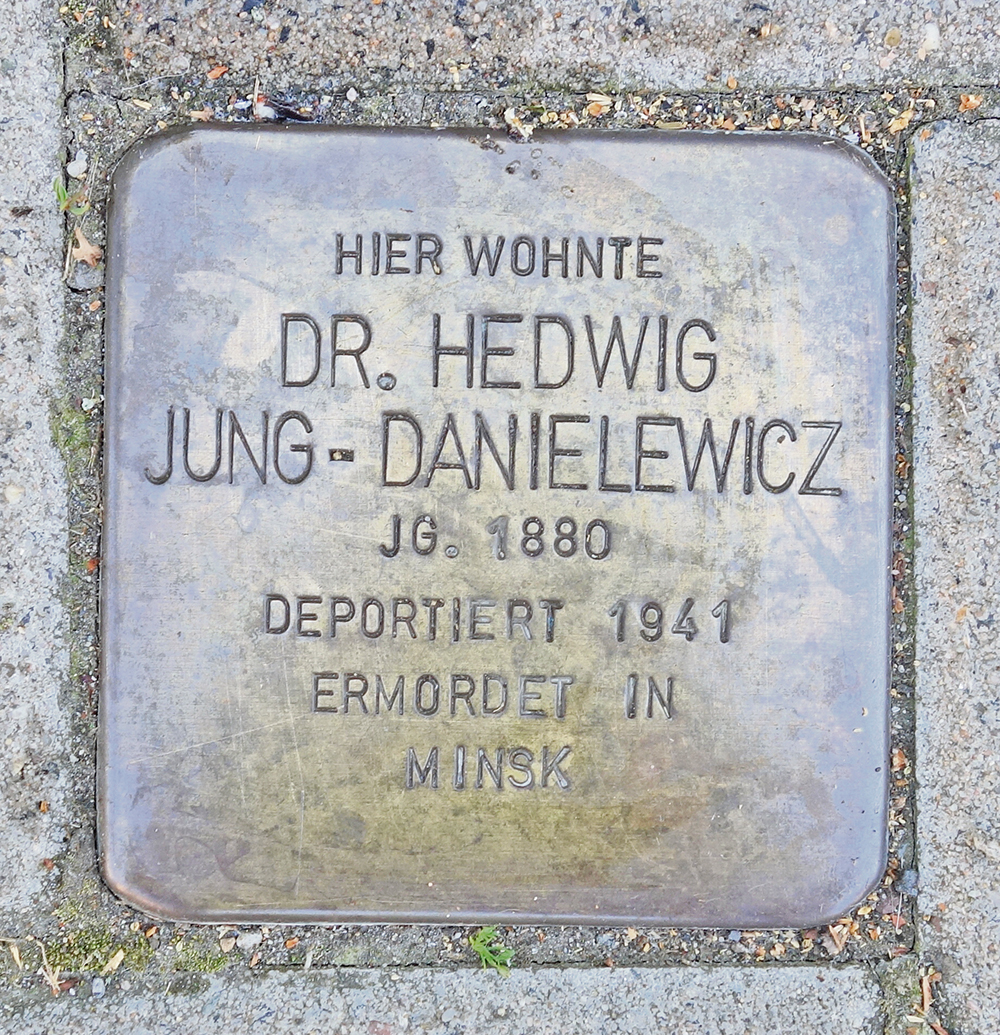 HIER WOHNTE
DR. HEDWIG
JUNG-DANIELEWICZ
JG. 1880
DEPORTIERT 1941
ERMORDET IN
MINSK